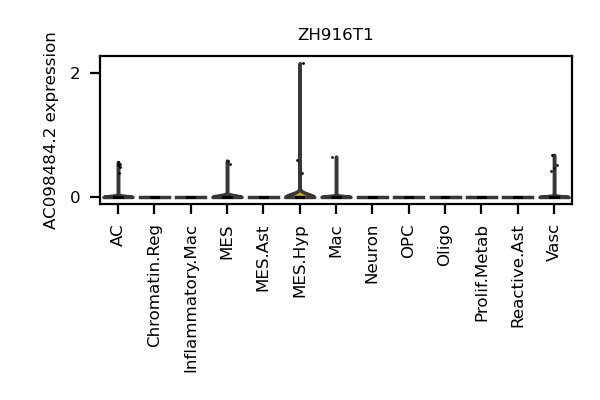 ZH916T1
AC098484.2 expression
2
0
AC
Chromatin.Reg
Inflammatory.Mac
MES
MES.Ast
MES.Hyp
Mac
Neuron
OPC
Oligo
Prolif.Metab
Reactive.Ast
Vasc